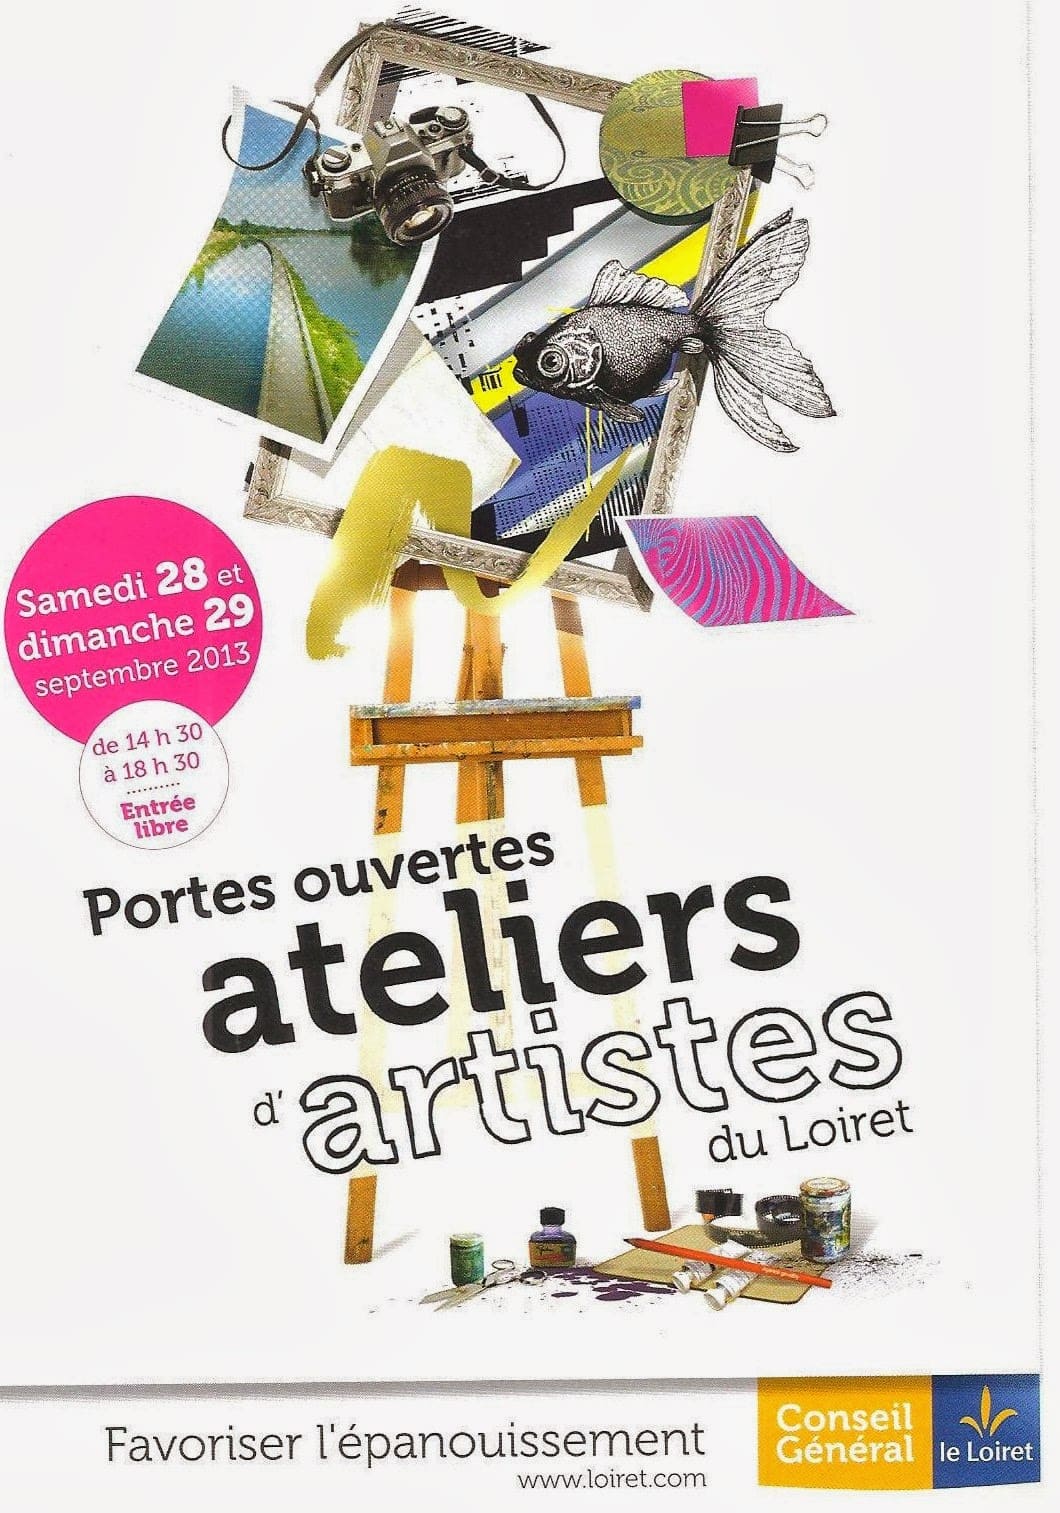 Samedi 28 et
dimanche 29
septembre 2013
de 14 h 30
à 18 h 30
Entrée
libre
Portes ouvertes
ateliers
d'artistes
du Loiret
Favoriser l'épanouissement
www.loiret.com
Conseil
Général
le Loiret